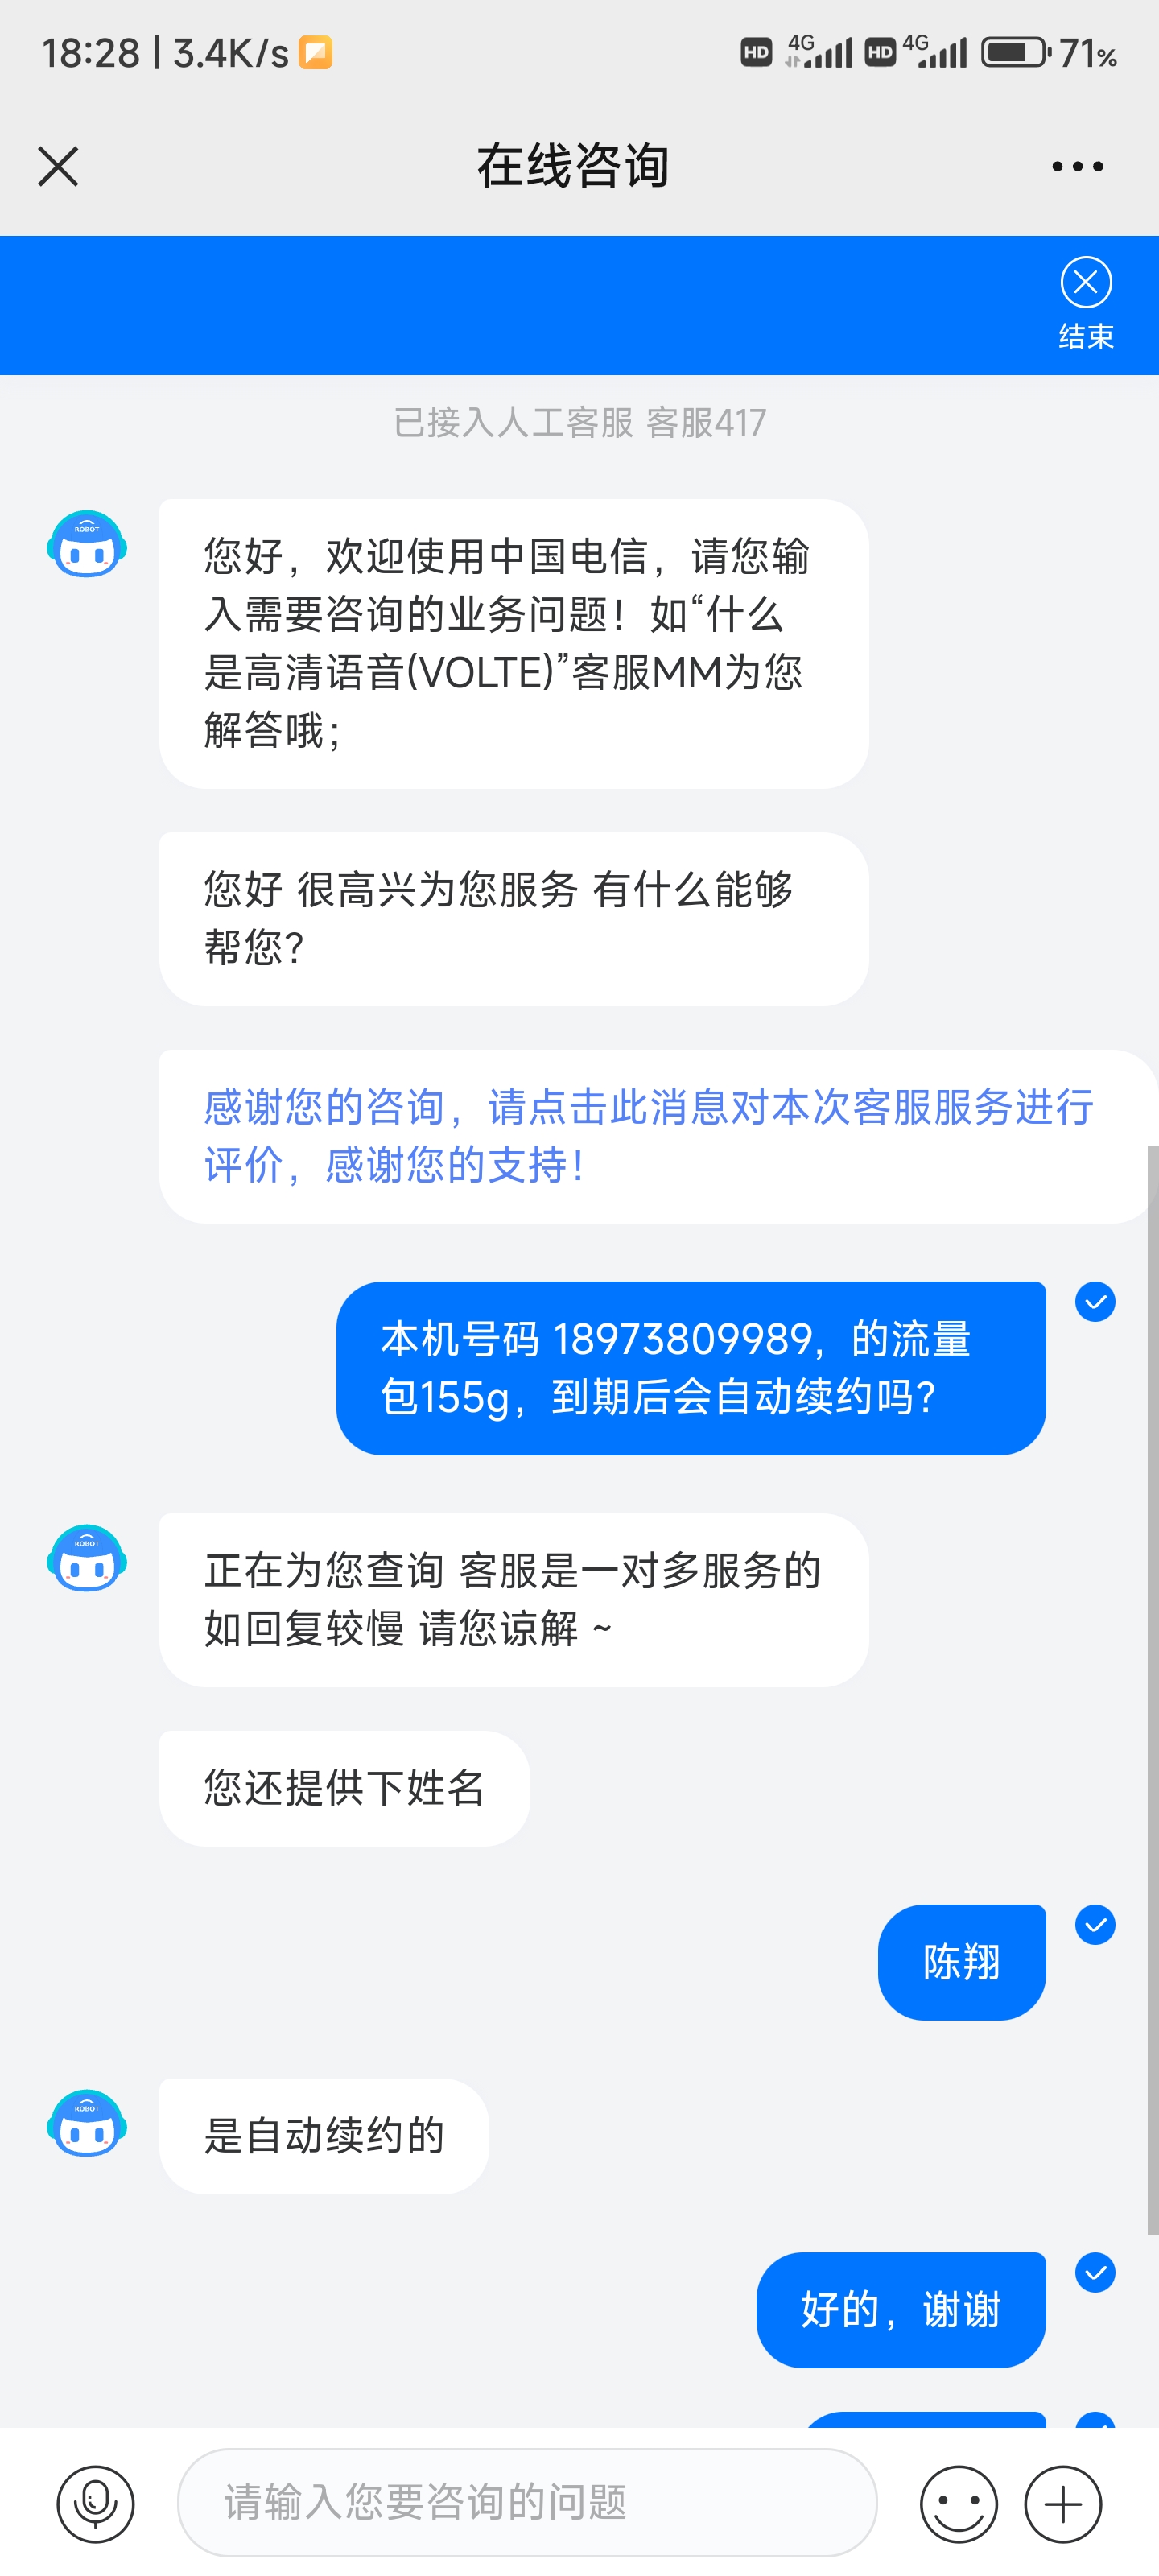 18:28 | 3.4K/s
HD 4G HD 4G 71%
在线咨询
结束
已接入人工客服 客服417
ROBOT
您好，欢迎使用中国电信，请您输
入需要咨询的业务问题！如“什么
是高清语音(VOLTE)”客服MM为您
解答哦；
您好 很高兴为您服务 有什么能够
帮您？
感谢您的咨询，请点击此消息对本次客服服务进行
评价，感谢您的支持！
本机号码 18973809989，的流量
包155g，到期后会自动续约吗？
ROBOT
正在为您查询 客服是一对多服务的
如回复较慢 请您谅解 ~
您还提供下姓名
陈翔
ROBOT
是自动续约的
好的，谢谢
请输入您要咨询的问题